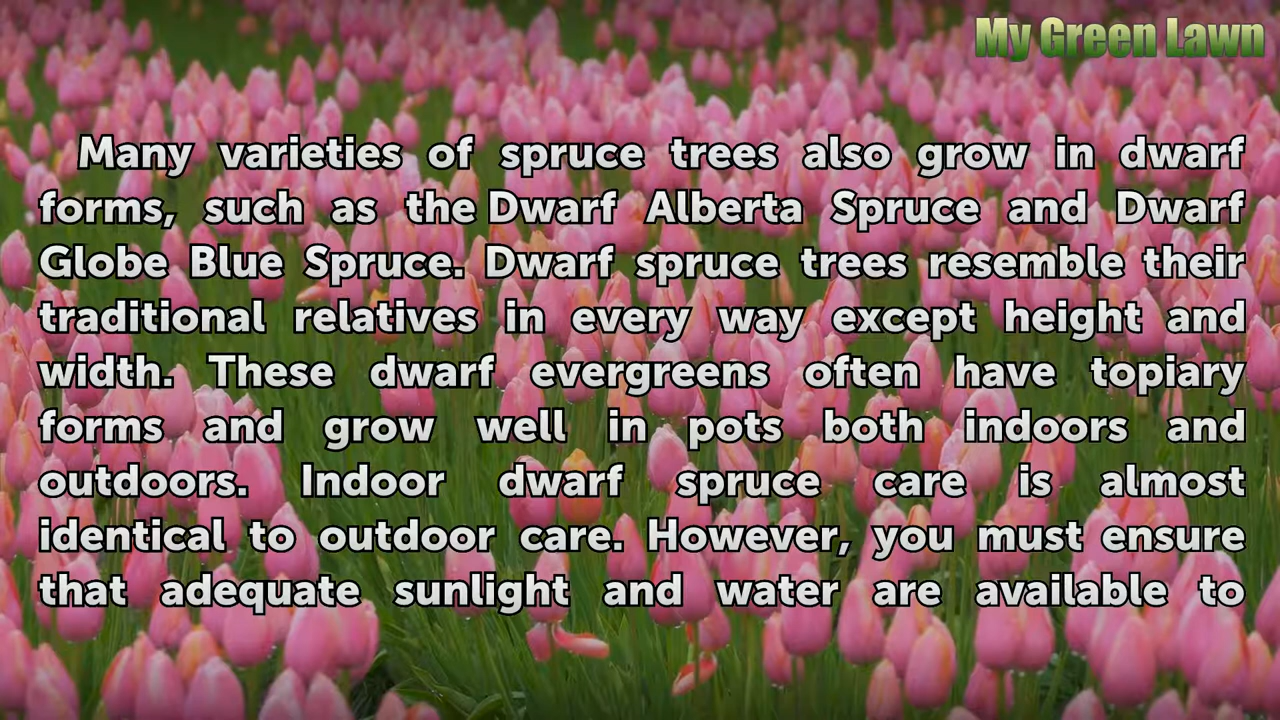 My Green Lawn
Many varieties of spruce trees also grow in dwarf
forms, such as the Dwarf Alberta Spruce and Dwarf
Globe Blue Spruce. Dwarf spruce trees resemble their
traditional relatives in every way except height and
width. These dwarf evergreens often have topiary
forms and grow well in pots both indoors and
outdoors. Indoor dwarf spruce care is almost
identical to outdoor care. However, you must ensure
that adequate sunlight and water are available to